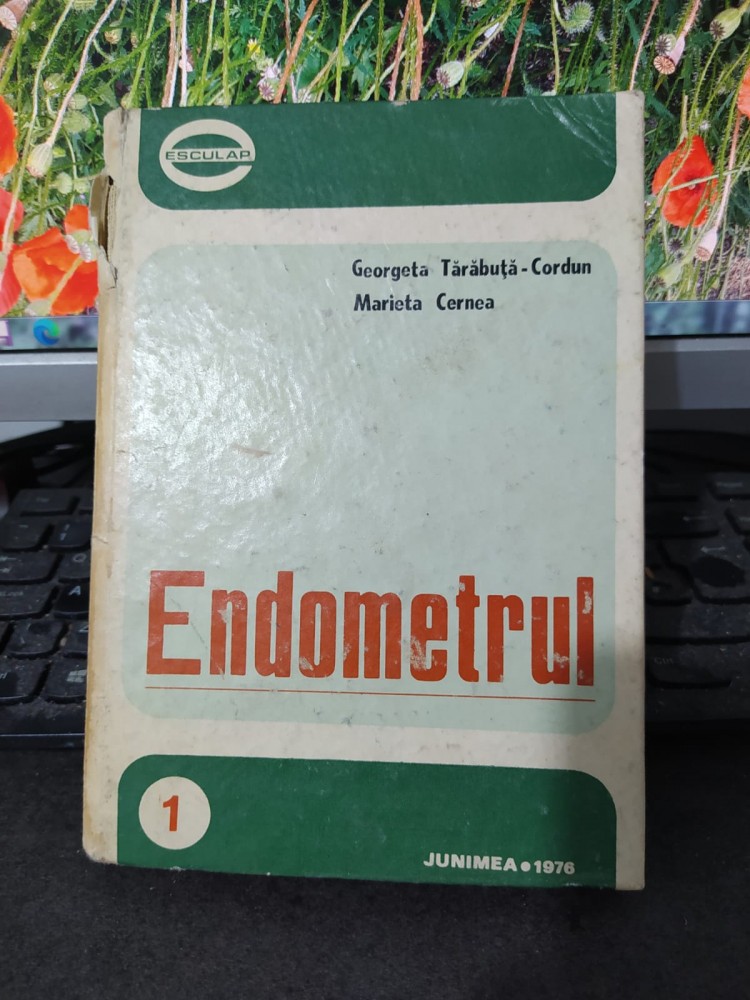 ESCULAP
Georgeta Tărăbuţă-Cordun
Marieta Cernea
Endometrul
1
JUNIMEA • 1976